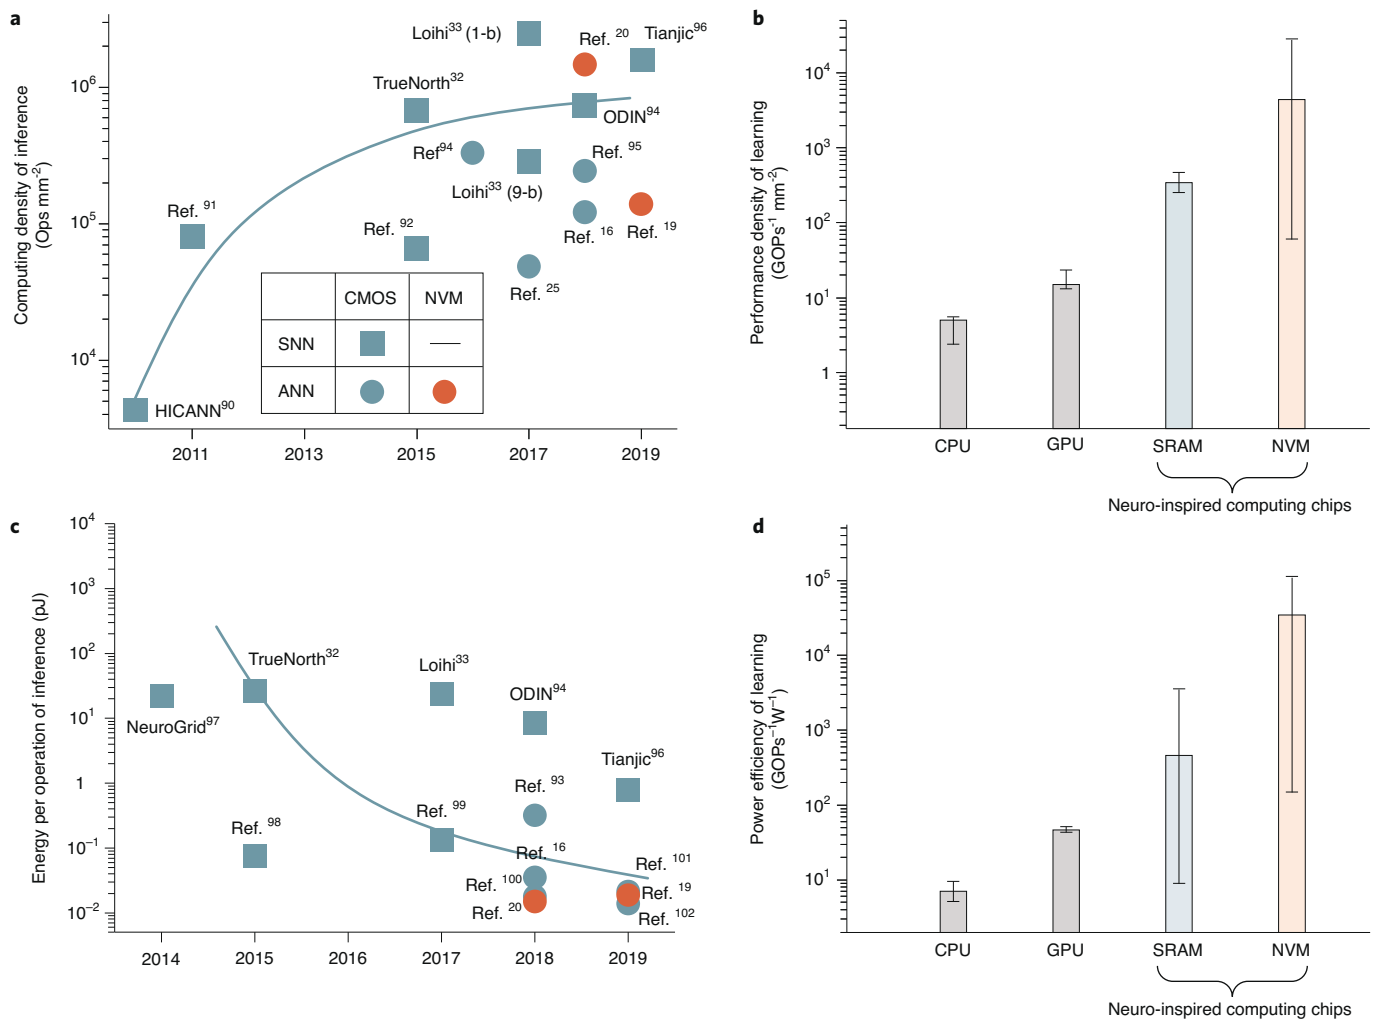 a
Computing density of inference
(Ops mm-2)
10^6
10^5
10^4
Loihi33 (1-b)
Ref. 20
Tianjic96
TrueNorth32
ODIN94
Ref94
Ref. 95
Loihi33 (9-b)
Ref. 91
Ref. 92
Ref. 16
Ref. 19
Ref. 25
CMOS NVM
SNN —
ANN
HICANN90
2011 2013 2015 2017 2019
b
Performance density of learning
(GOPs-1 mm-2)
10^4
10^3
10^2
10^1
1
CPU GPU SRAM NVM
Neuro-inspired computing chips
c
Energy per operation of inference (pJ)
10^4
10^3
10^2
10^1
1
10^−1
10^−2
TrueNorth32
Loihi33
ODIN94
NeuroGrid97
Tianjic96
Ref. 93
Ref. 99
Ref. 98
Ref. 16
Ref. 101
Ref. 100
Ref. 19
Ref. 20
Ref. 102
2014 2015 2016 2017 2018 2019
d
Power efficiency of learning
(GOPs−1W−1)
10^5
10^4
10^3
10^2
10^1
CPU GPU SRAM NVM
Neuro-inspired computing chips